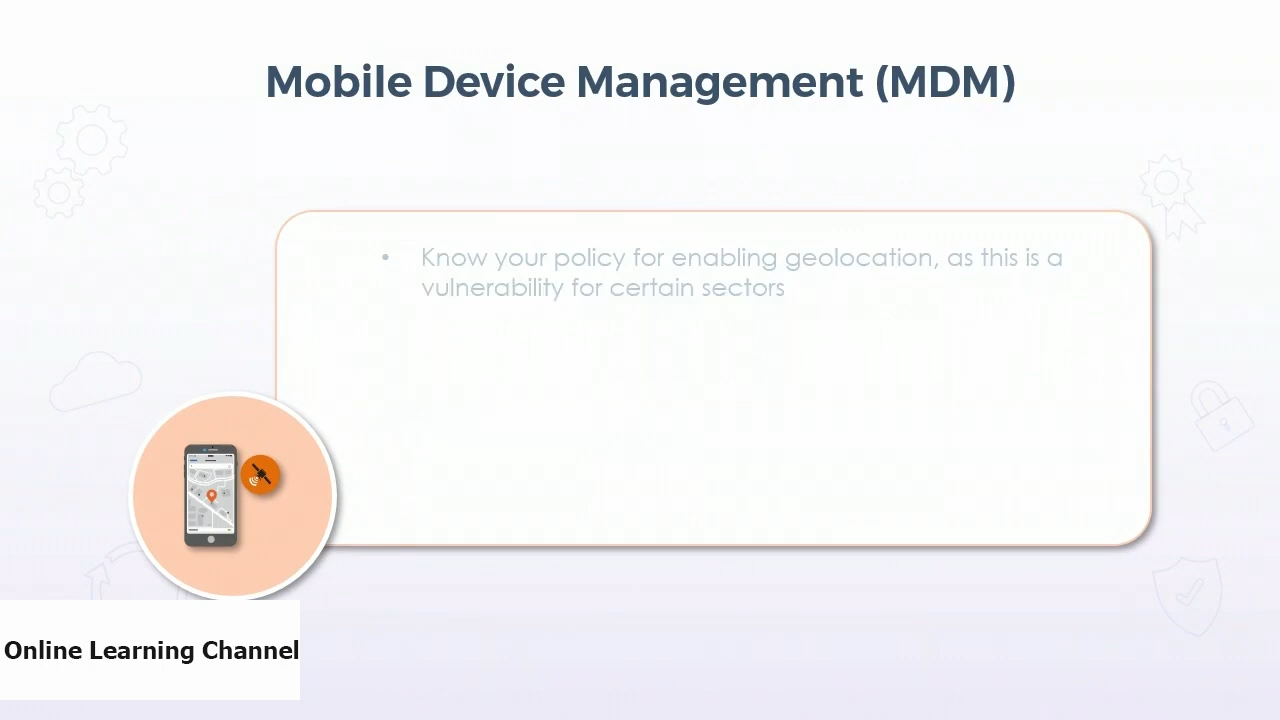 Mobile Device Management (MDM)
• Know your policy for enabling geolocation, as this is a
vulnerability for certain sectors
Online Learning Channel